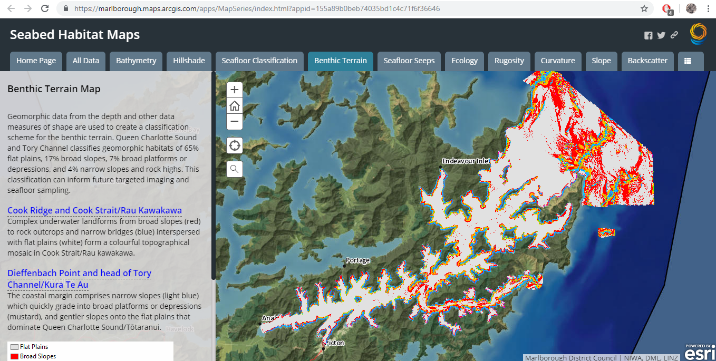 https://marlborough.maps.arcgis.com/apps/MapSeries/index.html?appid=155a89b0beb74035bd1d4c71f6f36646
Seabed Habitat Maps
Home Page
All Data
Bathymetry
Hillshade
Seafloor Classification
Benthic Terrain
Seafloor Seeps
Ecology
Rugosity
Curvature
Slope
Backscatter
Benthic Terrain Map
Geomorphic data from the depth and other data
measures of shape are used to create a classification
scheme for the benthic terrain. Queen Charlotte Sound
and Tory Channel classifies geomorphic habitats of 65%
flat plains, 17% broad slopes, 7% broad platforms or
depressions, and 4% narrow slopes and rock highs. This
classification can inform future targeted imaging and
seafloor sampling.
Cook Ridge and Cook Strait/Rau Kawakawa
Complex underwater landforms from broad slopes (red)
to rock outcrops and narrow bridges (blue) interspersed
with flat plains (white) form a colourful topographical
mosaic in Cook Strait/Rau kawakawa.
Dieffenbach Point and head of Tory
Channel/Kura Te Au
The coastal margin comprises narrow slopes (light blue)
which quickly grade into broad platforms or depressions
(mustard), and gentler slopes onto the flat plains that
dominate Queen Charlotte Sound/Tōtaranui.
Flat Plains
Broad Slopes
Endeavour Inlet
Portage
Marlborough District Council | NIWA, DML, LINZ
POWERED BY
esri